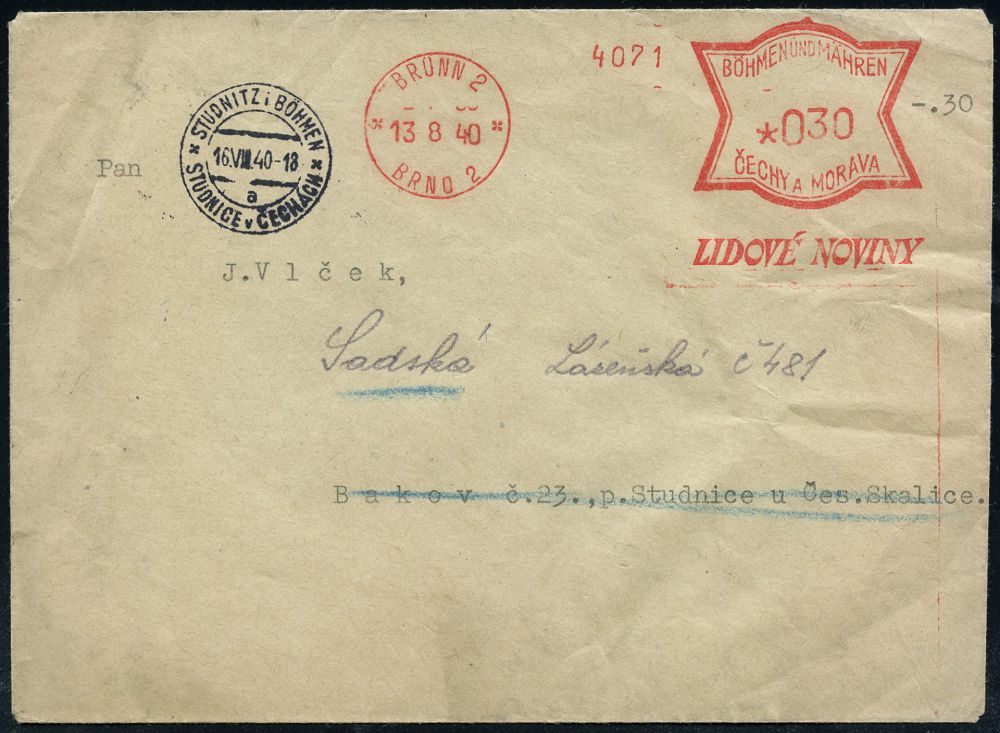 4071
BÖHMEN UND MÄHREN
*030
ČECHY A MORAVA
-.30
LIDOVÉ NOVINY
BRÜNN 2
13 8 40
BRNO 2
STUDNITZ i BÖHMEN
16.VIII.40-18
a
STUDNICE v ČECHÁCH
Pan
J.Vlček,
Sadská Lázeňská č 481
Bakov č.23.,p.Studnice u Čes.Skalice.